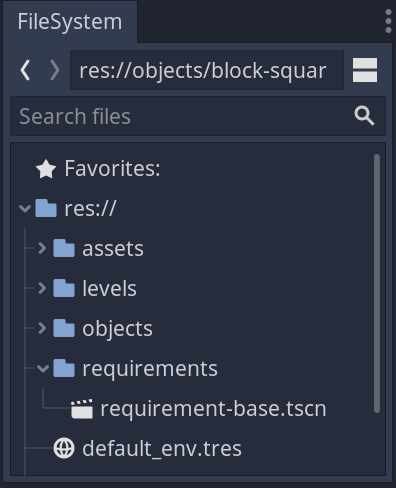 FileSystem
res://objects/block-squar
Search files
Favorites:
res://
assets
levels
objects
requirements
requirement-base.tscn
default_env.tres